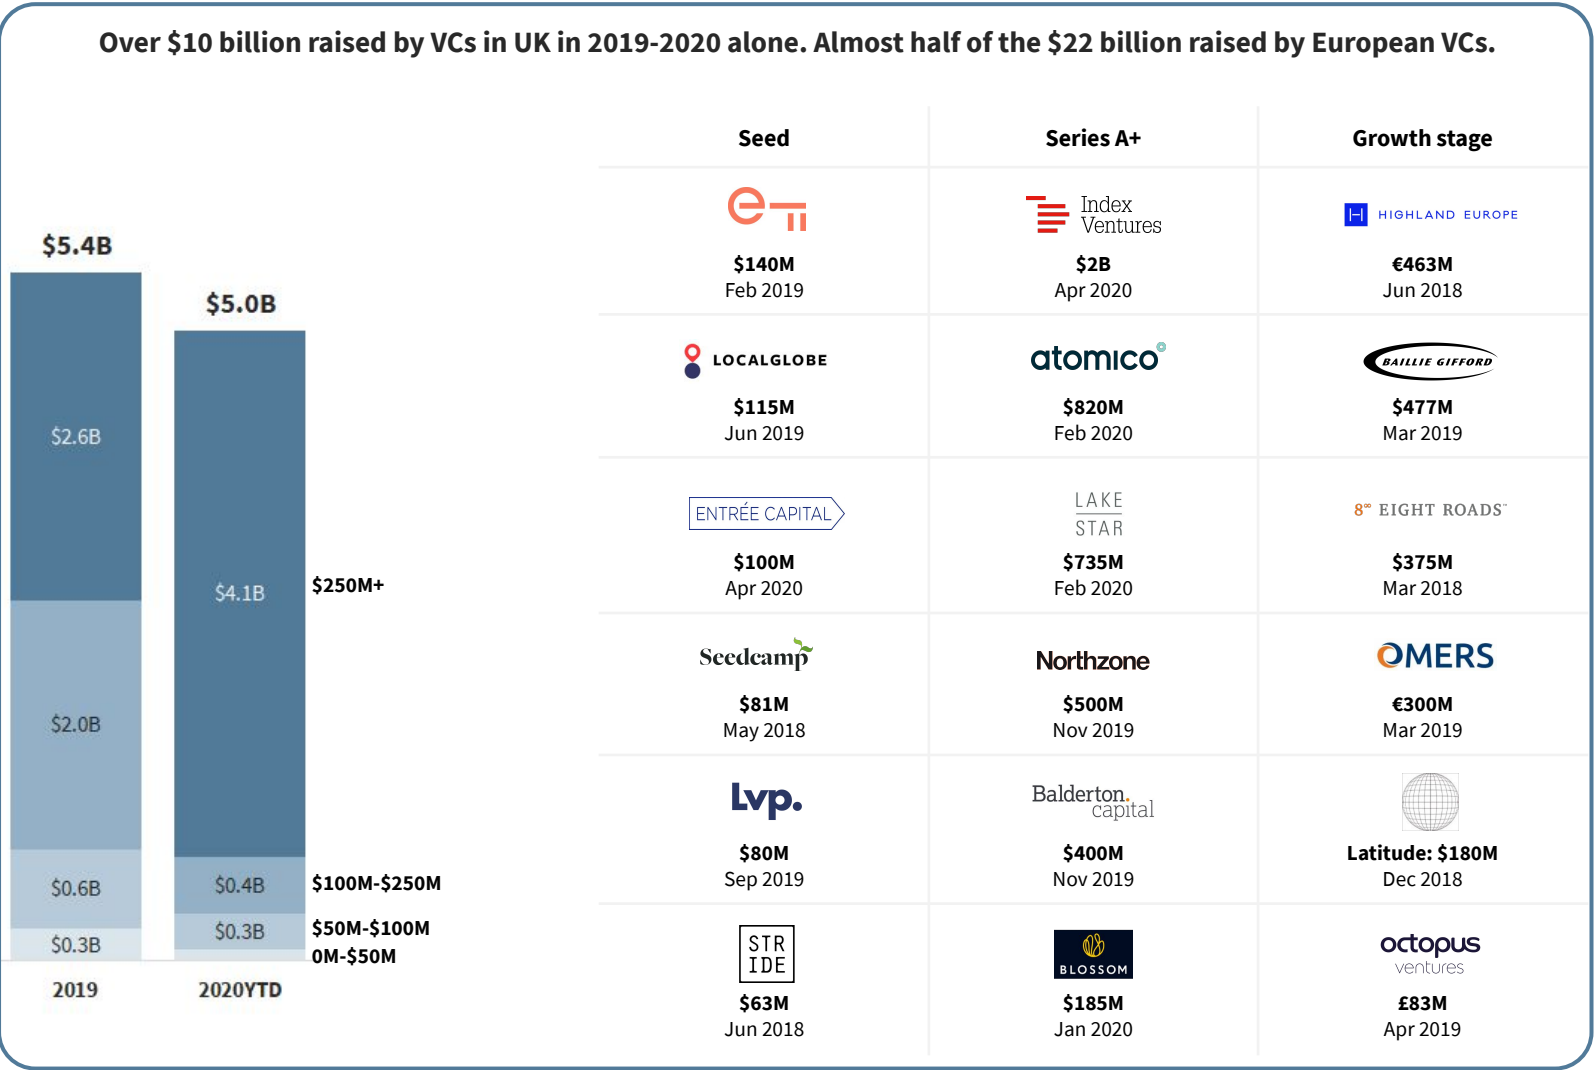 Over $10 billion raised by VCs in UK in 2019-2020 alone. Almost half of the $22 billion raised by European VCs.
$5.4B
$2.6B
$2.0B
$0.6B
$0.3B
2019
$5.0B
$4.1B
$0.4B
$0.3B
2020YTD
$250M+
$100M-$250M
$50M-$100M
0M-$50M
Seed
Series A+
Growth stage
Index
Ventures
HIGHLAND EUROPE
$140M
Feb 2019
$2B
Apr 2020
€463M
Jun 2018
LOCALGLOBE
atomico
BAILLIE GIFFORD
$115M
Jun 2019
$820M
Feb 2020
$477M
Mar 2019
ENTRÉE CAPITAL
LAKE
STAR
8∞ EIGHT ROADS™
$100M
Apr 2020
$735M
Feb 2020
$375M
Mar 2018
Seedcamp
Northzone
OMERS
$81M
May 2018
$500M
Nov 2019
€300M
Mar 2019
Lvp.
Balderton.
capital
$80M
Sep 2019
$400M
Nov 2019
Latitude: $180M
Dec 2018
STR
IDE
BLOSSOM
octopus
ventures
$63M
Jun 2018
$185M
Jan 2020
£83M
Apr 2019